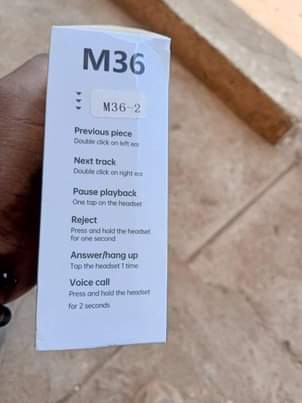 M36
M36-2
Previous piece
Double click on left ear
Next track
Double click on right ear
Pause playback
One tap on the headset
Reject
Press and hold the headset
for one second
Answer/hang up
Tap the headset 1 time
Voice call
Press and hold the headset
for 2 seconds